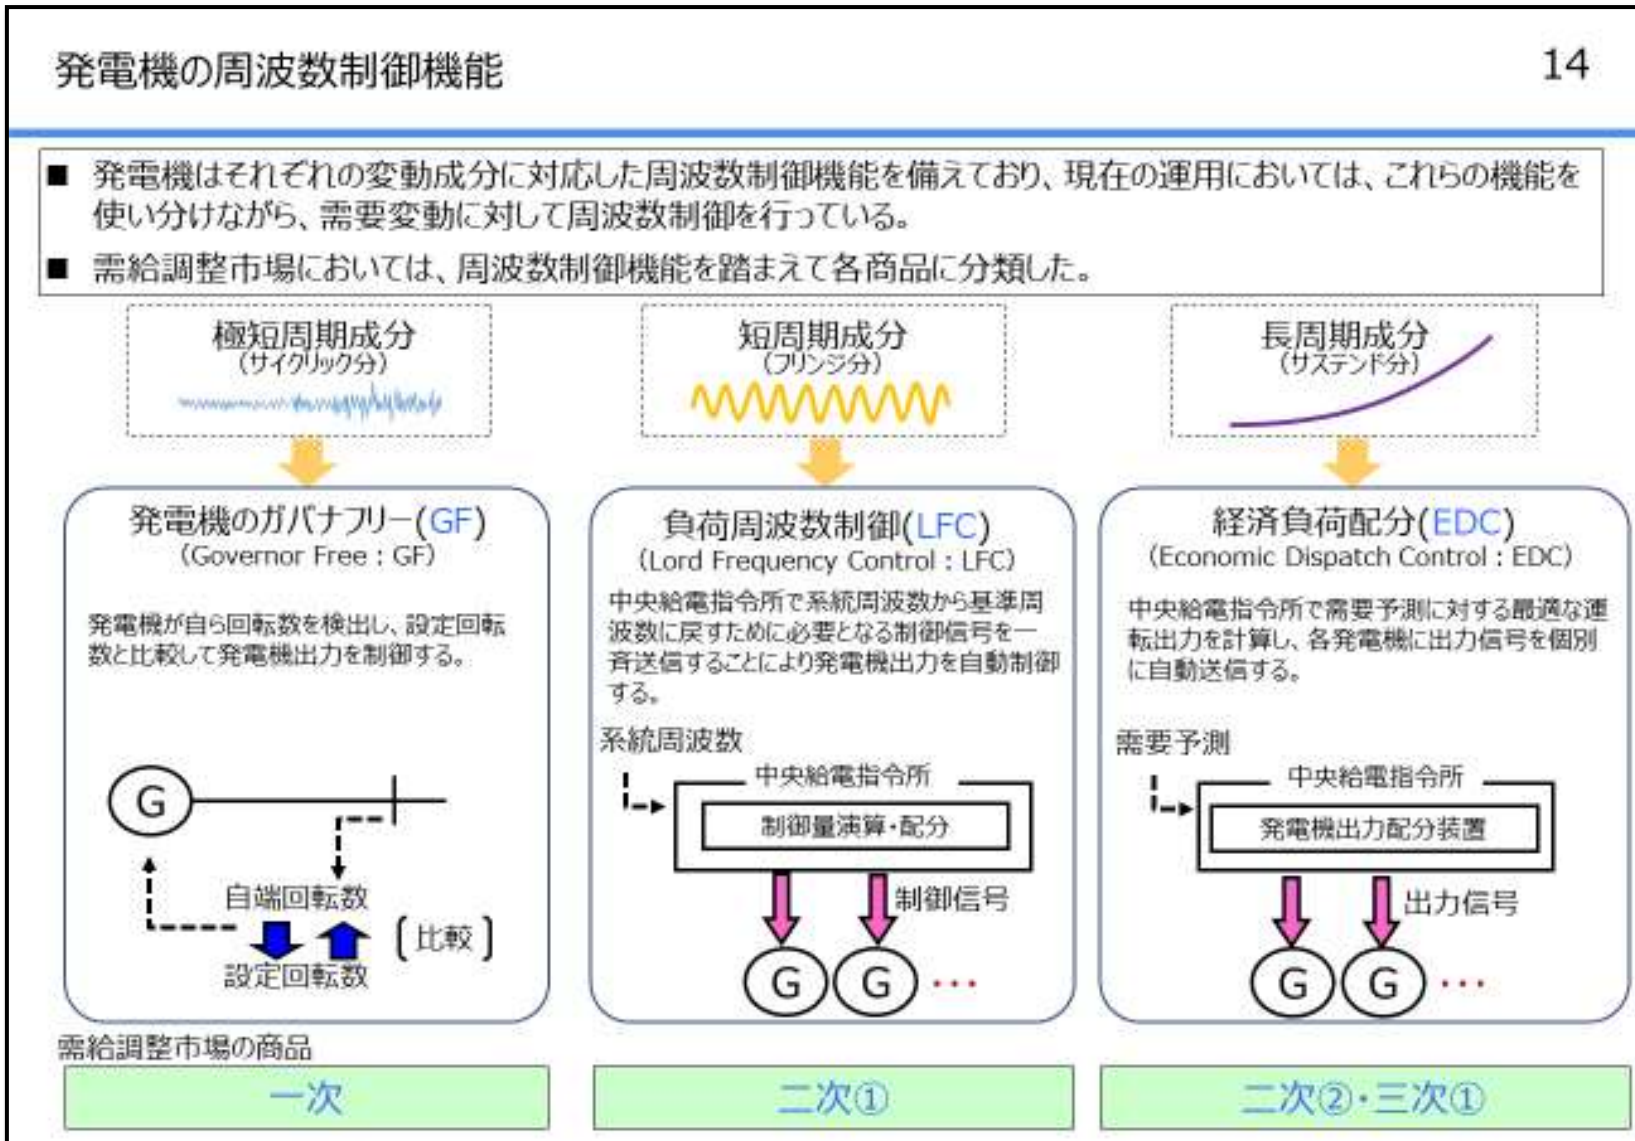 発電機の周波数制御機能
14
■ 発電機はそれぞれの変動成分に対応した周波数制御機能を備えており、現在の運用においては、これらの機能を
使い分けながら、需要変動に対して周波数制御を行っている。
■ 需給調整市場においては、周波数制御機能を踏まえて各商品に分類した。
極短周期成分
（サイクリック分）
短周期成分
（フリンジ分）
長周期成分
（サステンド分）
発電機のガバナフリー(GF)
（Governor Free：GF）
発電機が自ら回転数を検出し、設定回転
数と比較して発電機出力を制御する。
G
自端回転数
〔比較〕
設定回転数
負荷周波数制御(LFC)
（Lord Frequency Control：LFC）
中央給電指令所で系統周波数から基準周
波数に戻すために必要となる制御信号を一
斉送信することにより発電機出力を自動制御
する。
系統周波数
中央給電指令所
制御量演算・配分
制御信号
G G ・・・
経済負荷配分(EDC)
（Economic Dispatch Control：EDC）
中央給電指令所で需要予測に対する最適な運
転出力を計算し、各発電機に出力信号を個別
に自動送信する。
需要予測
中央給電指令所
発電機出力配分装置
出力信号
G G ・・・
需給調整市場の商品
一次
二次①
二次②・三次①